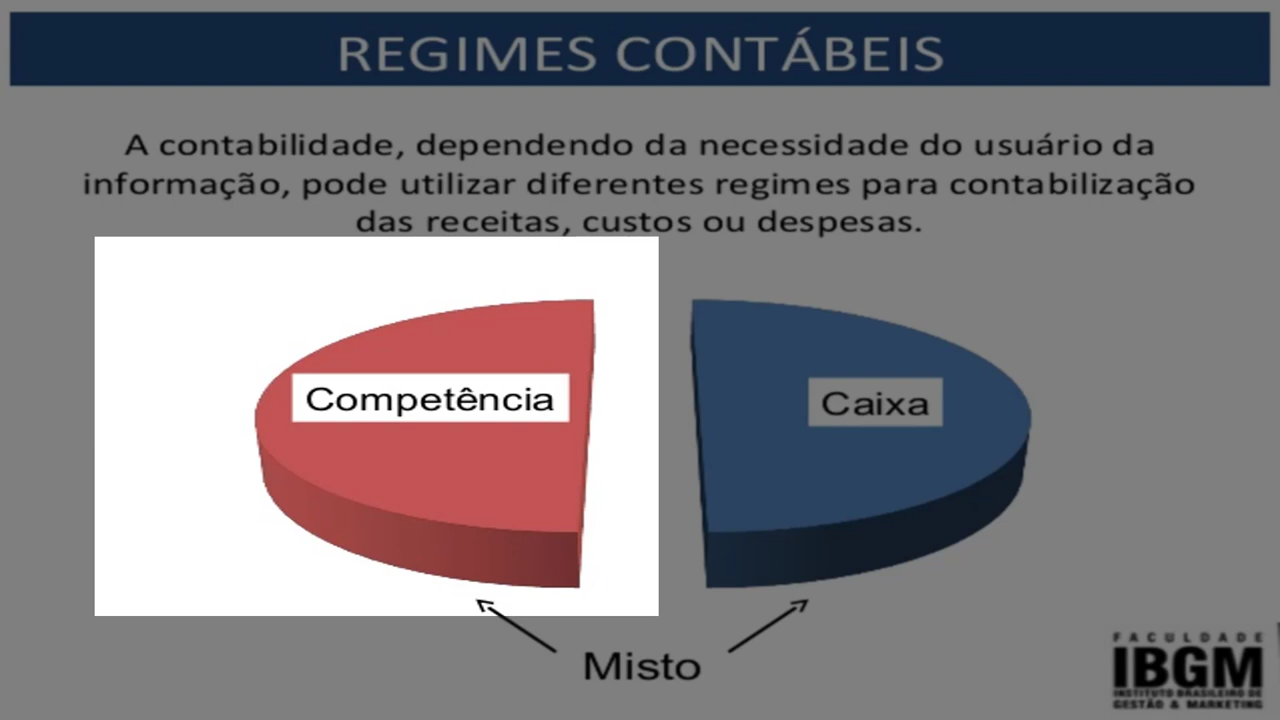 REGIMES CONTÁBEIS
A contabilidade, dependendo da necessidade do usuário da
informação, pode utilizar diferentes regimes para contabilização
das receitas, custos ou despesas.
Competência
Caixa
Misto
FACULDADE
IBGM
INSTITUTO BRASILEIRO DE
GESTÃO & MARKETING